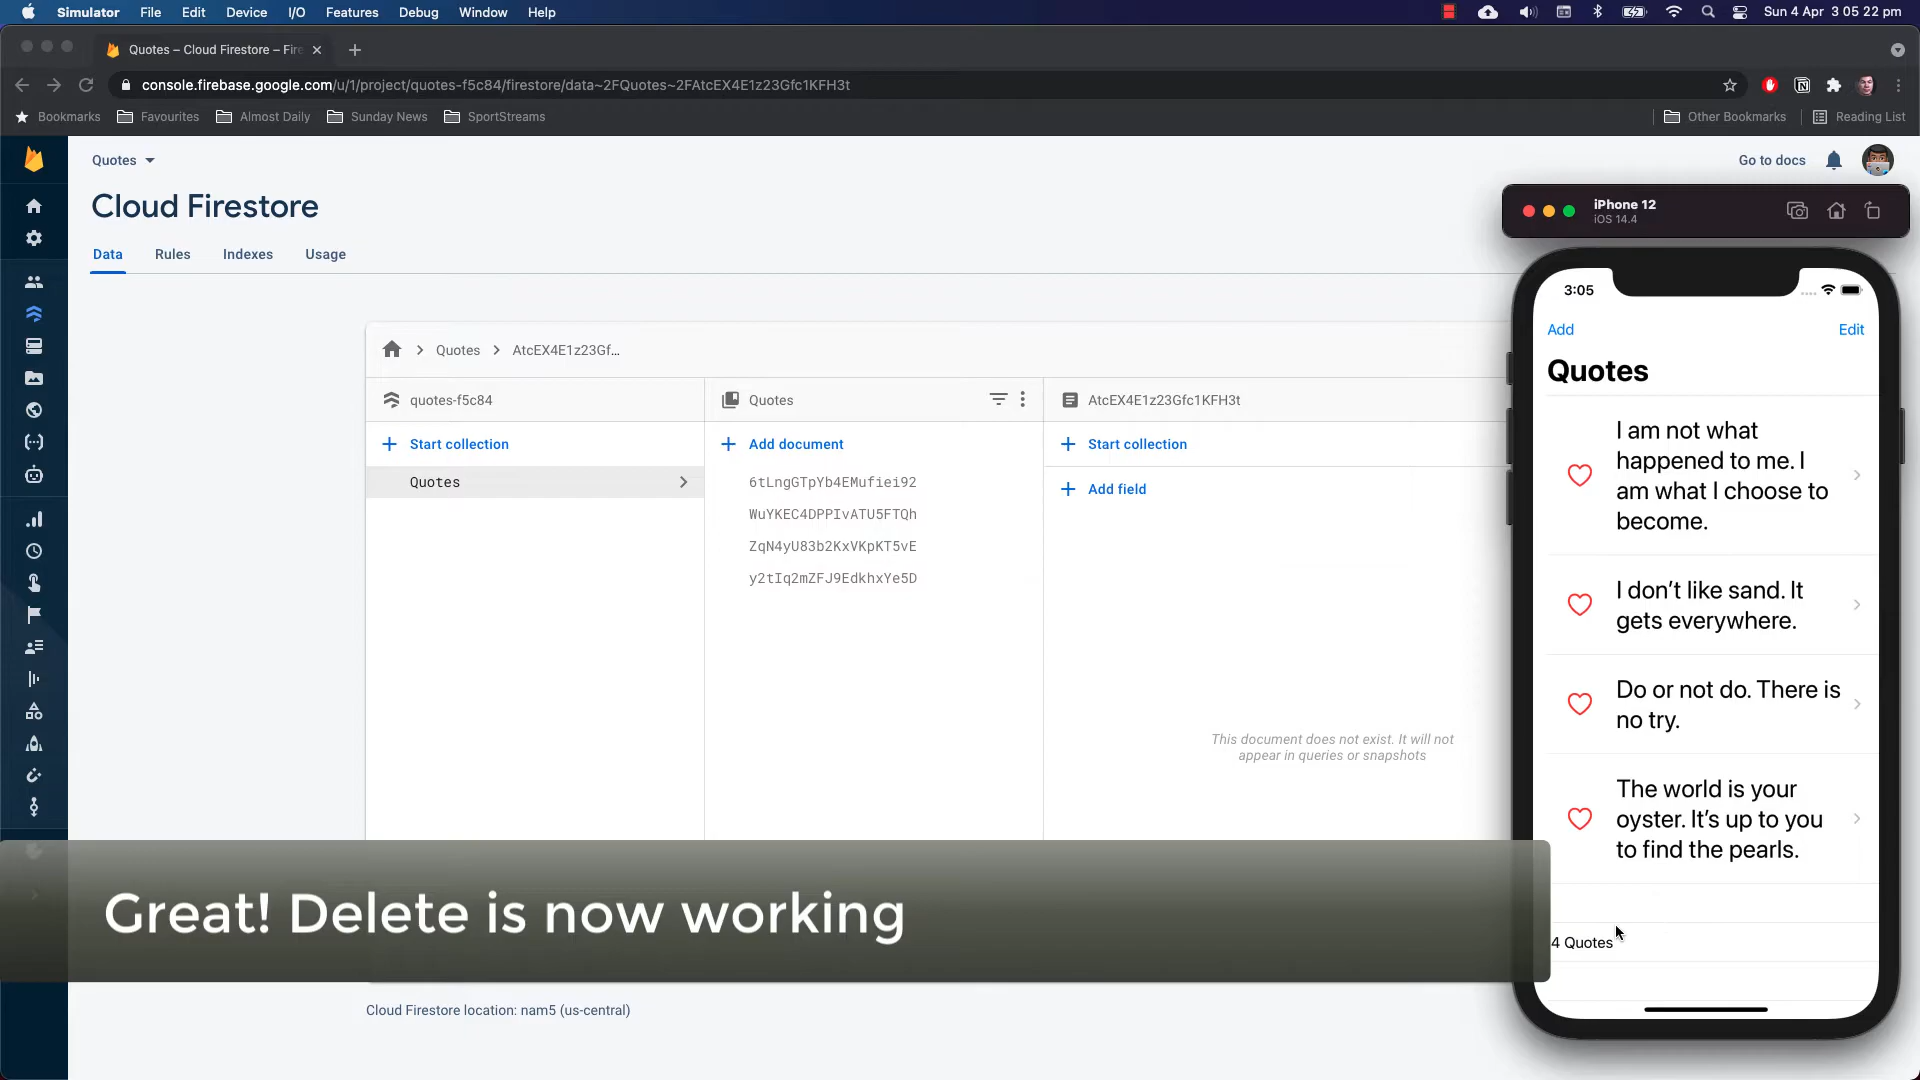 Simulator File Edit View Device I/O Features Debug Window Help Sun 4 Apr 3 05 22 pm
Quotes – Cloud Firestore – Fire
console.firebase.google.com/u/1/project/quotes-f5c84/firestore/data~2FQuotes~2FAtcEX4E1z23Gfc1KFH3t
Bookmarks Favourites Almost Daily Sunday News SportStreams Other Bookmarks Reading List
Quotes Go to docs
Cloud Firestore
Data Rules Indexes Usage
Quotes AtcEX4E1z23Gf...
quotes-f5c84 Quotes AtcEX4E1z23Gfc1KFH3t
Start collection Add document Start collection
Quotes
6tLngGTpYb4EMufiei92
WuYKEC4DPPIvATU5FTQh
ZqN4yU83b2KxVKpKT5vE
y2tIq2mZFJ9EdkhxYe5D
Add field
This document does not exist. It will not
appear in queries or snapshots
Cloud Firestore location: nam5 (us-central)
iPhone 12
iOS 14.4
3:05
Add Edit
Quotes
I am not what
happened to me. I
am what I choose to
become.
I don’t like sand. It
gets everywhere.
Do or not do. There is
no try.
The world is your
oyster. It’s up to you
to find the pearls.
4 Quotes
Great! Delete is now working